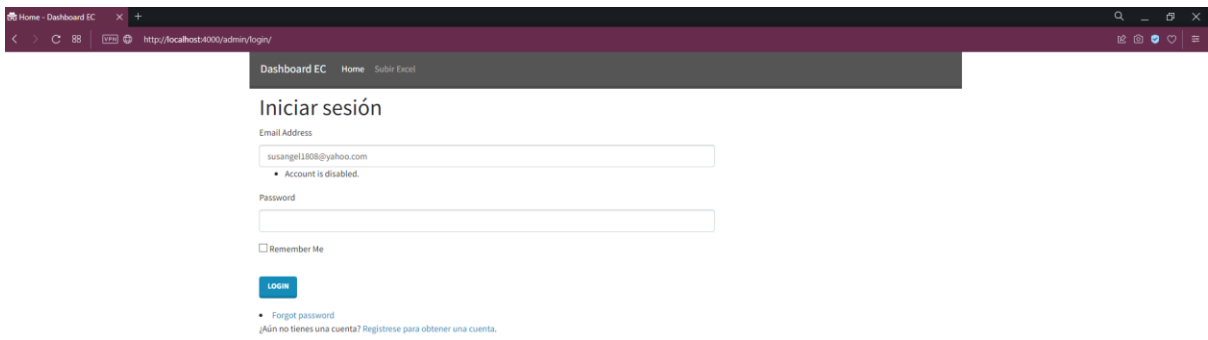 Home - Dashboard EC
VPN http://localhost:4000/admin/login/
Dashboard EC Home Subir Excel
Iniciar sesión
Email Address
susangel1808@yahoo.com
Account is disabled.
Password
Remember Me
LOGIN
Forgot password
¿Aún no tienes una cuenta? Registrese para obtener una cuenta.